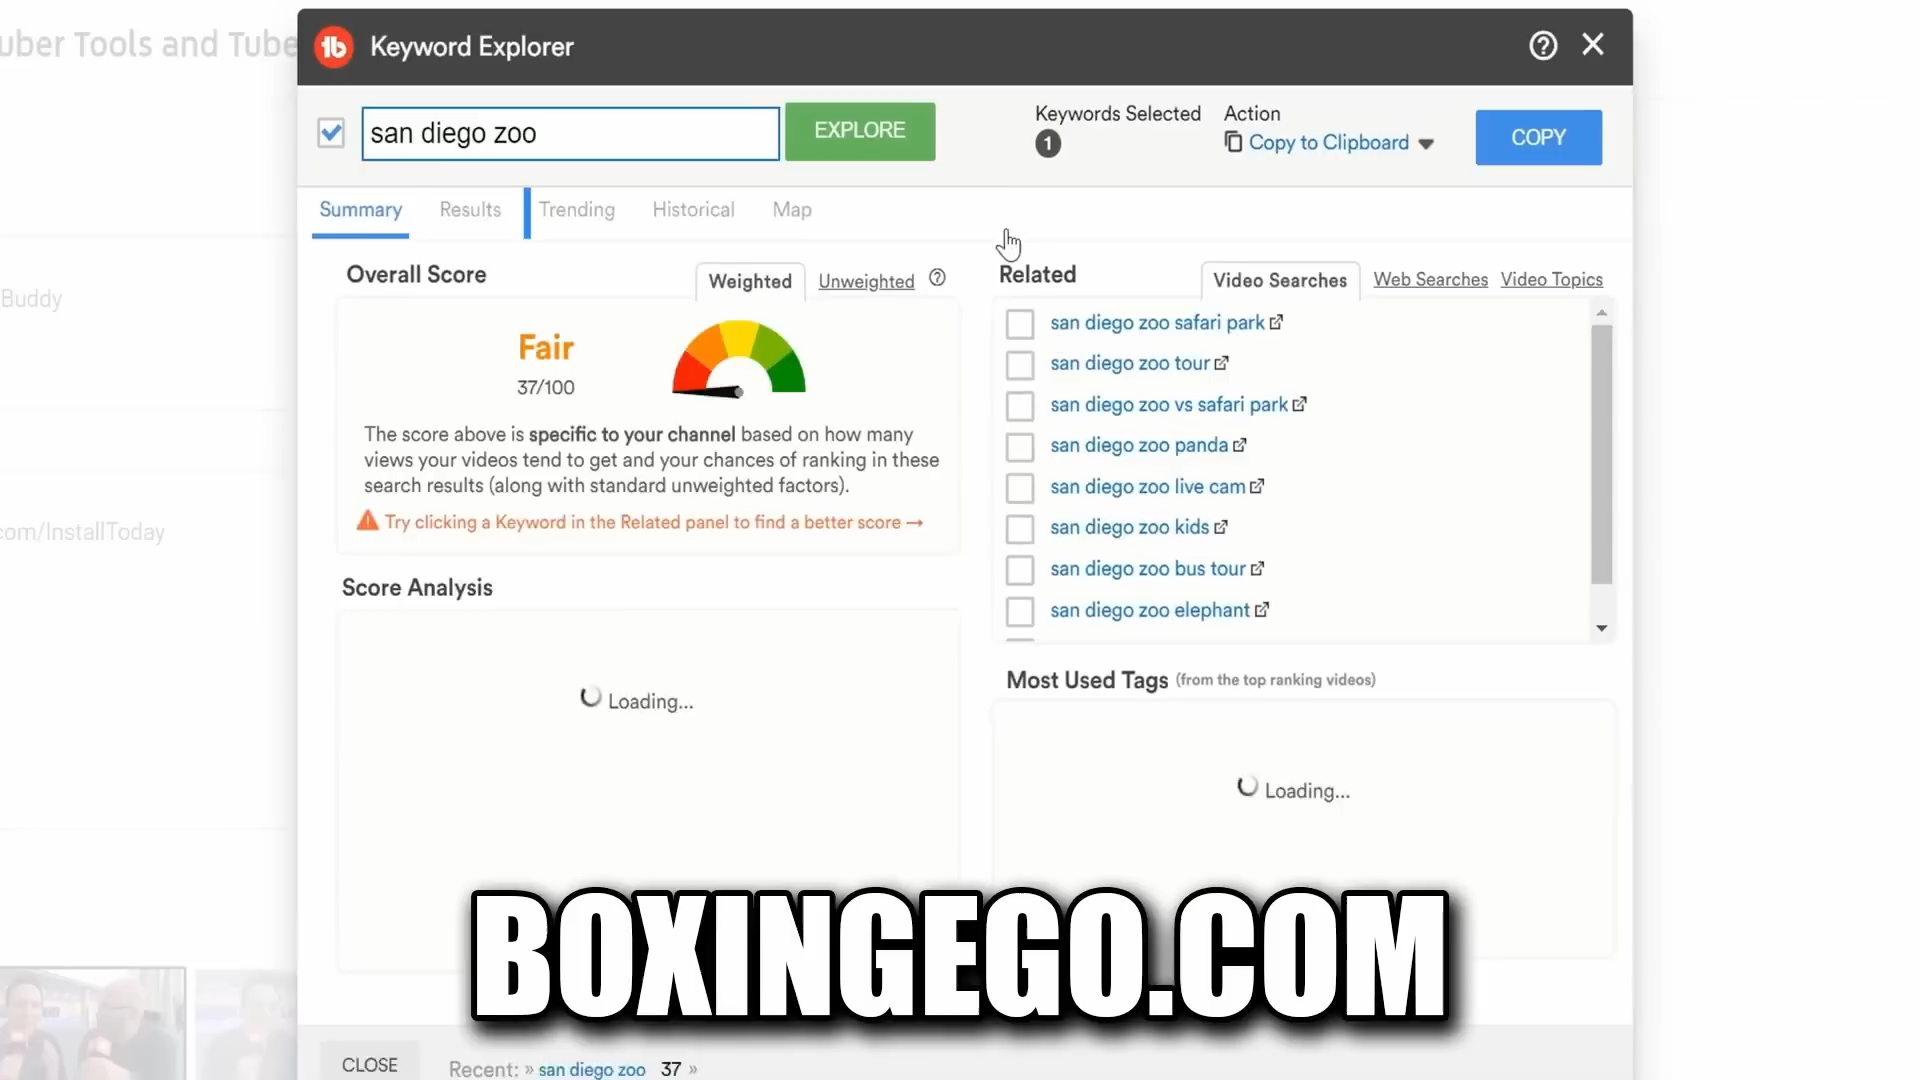 uber Tools and Tube
Keyword Explorer
san diego zoo
EXPLORE
Keywords Selected
1
Action
Copy to Clipboard
COPY
Summary
Results
Trending
Historical
Map
Overall Score
Weighted
Unweighted
Fair
37/100
The score above is specific to your channel based on how many
views your videos tend to get and your chances of ranking in these
search results (along with standard unweighted factors).
Try clicking a Keyword in the Related panel to find a better score →
Related
Video Searches
Web Searches
Video Topics
san diego zoo safari park
san diego zoo tour
san diego zoo vs safari park
san diego zoo panda
san diego zoo live cam
san diego zoo kids
san diego zoo bus tour
san diego zoo elephant
Buddy
com/InstallToday
Score Analysis
Loading...
Most Used Tags (from the top ranking videos)
Loading...
BOXINGEGO.COM
CLOSE
Recent: » san diego zoo 37 »